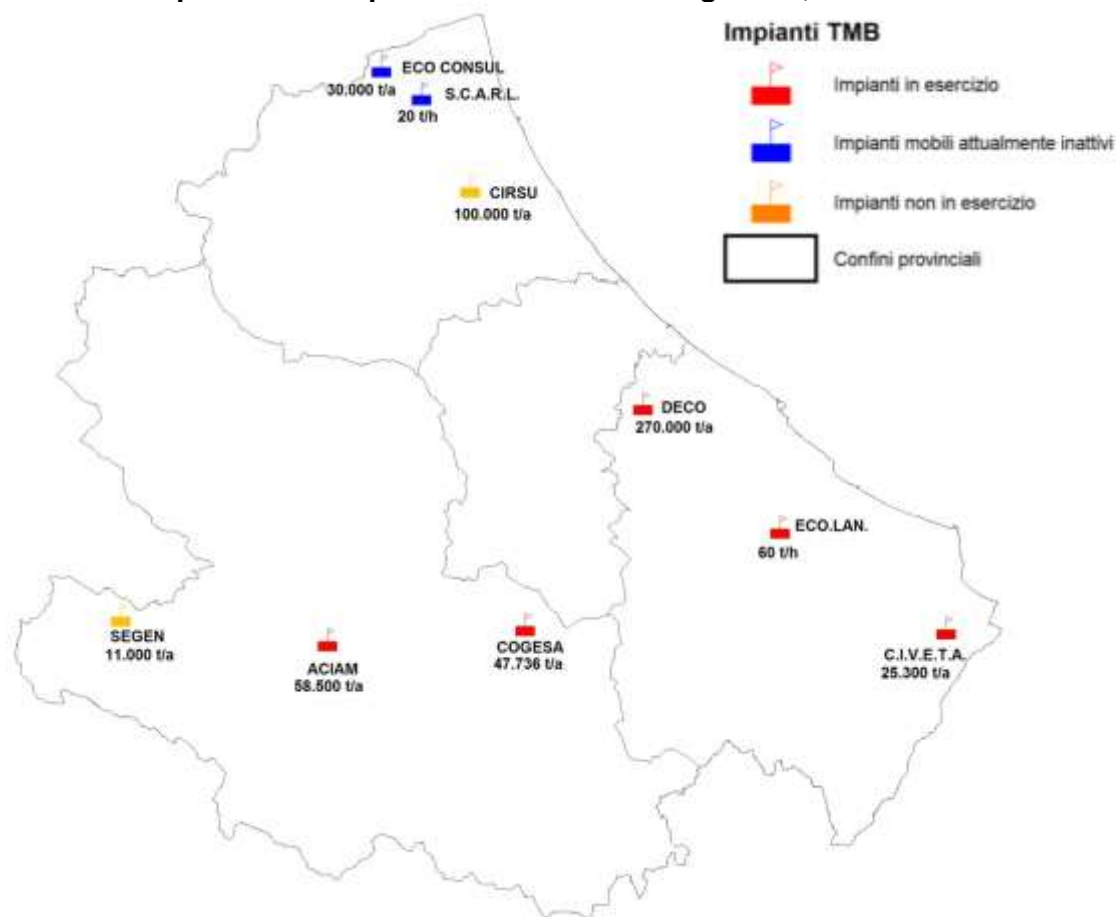 Impianti TMB
Impianti in esercizio
Impianti mobili attualmente inattivi
Impianti non in esercizio
Confini provinciali
ECO CONSUL
30.000 t/a
S.C.A.R.L.
20 t/h
CIRSU
100.000 t/a
DECO
270.000 t/a
ECO.LAN.
60 t/h
SEGEN
11.000 t/a
ACIAM
58.500 t/a
COGESA
47.736 t/a
C.I.V.E.T.A.
25.300 t/a